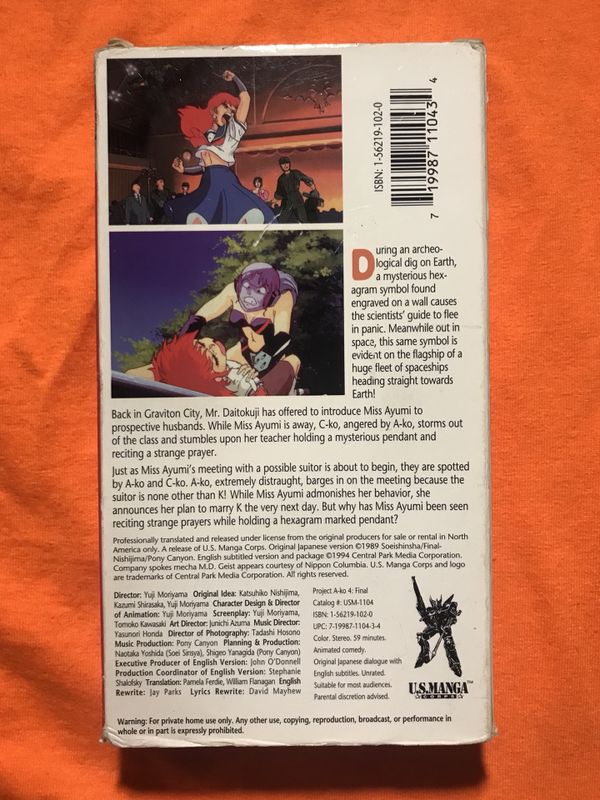 ISBN: 1-56219-102-0
7 19987 11043 4
During an archeo-
logical dig on Earth,
a mysterious hex-
agram symbol found
engraved on a wall causes
the scientists' guide to flee
in panic. Meanwhile out in
space, this same symbol is
evident on the flagship of a
huge fleet of spaceships
heading straight towards
Earth!
Back in Graviton City, Mr. Daitokuji has offered to introduce Miss Ayumi to
prospective husbands. While Miss Ayumi is away, C-ko, angered by A-ko, storms out
of the class and stumbles upon her teacher holding a mysterious pendant and
reciting a strange prayer.
Just as Miss Ayumi's meeting with a possible suitor is about to begin, they are spotted
by A-ko and C-ko. A-ko, extremely distraught, barges in on the meeting because the
suitor is none other than K! While Miss Ayumi admonishes her behavior, she
announces her plan to marry K the very next day. But why has Miss Ayumi been seen
reciting strange prayers while holding a hexagram marked pendant?
Professionally translated and released under license from the original producers for sale or rental in North
America only. A release of U.S. Manga Corps. Original Japanese version ©1989 Soeishinsha/Final-
Nishijima/Pony Canyon. English subtitled version and package ©1994 Central Park Media Corporation.
Company spokes mecha M.D. Geist appears courtesy of Nippon Columbia. U.S. Manga Corps and logo
are trademarks of Central Park Media Corporation. All rights reserved.
Director: Yuji Moriyama Original Idea: Katsuhiko Nishijima,
Kazumi Shirasaka, Yuji Moriyama Character Design & Director
of Animation: Yuji Moriyama Screenplay: Yuji Moriyama,
Tomoko Kawasaki Art Director: Junichi Azuma Music Director:
Yasunori Honda Director of Photography: Tadashi Hosono
Music Production: Pony Canyon Planning & Production:
Naotaka Yoshida (Soei Sinsya), Shigeo Yanagida (Pony Canyon)
Executive Producer of English Version: John O'Donnell
Production Coordinator of English Version: Stephanie
Shalofsky Translation: Pamela Ferdie, William Flanagan English
Rewrite: Jay Parks Lyrics Rewrite: David Mayhew
Project A-ko 4: Final
Catalog #: USM-1104
ISBN: 1-56219-102-0
UPC: 7-19987-1104-3-4
Color. Stereo. 59 minutes.
Animated comedy.
Original Japanese dialogue with
English subtitles. Unrated.
Suitable for most audiences.
Parental discretion advised.
U.S. MANGA
CORPS
TM
Warning: For private home use only. Any other use, copying, reproduction, broadcast, or performance in
whole or in part is expressly prohibited.